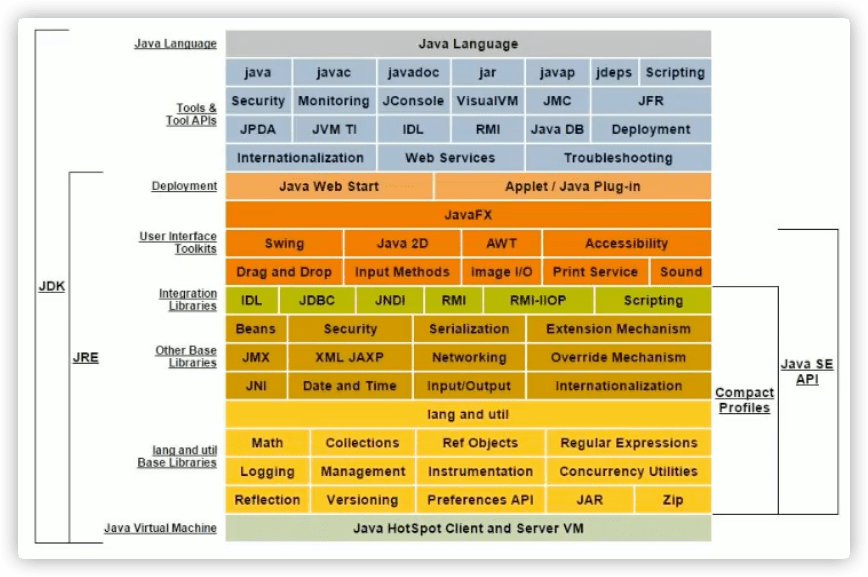 Java Language Java Language
java javac javadoc jar javap jdeps Scripting
Security Monitoring JConsole VisualVM JMC JFR
Tools &
Tool APIs
JPDA JVM TI IDL RMI Java DB Deployment
Internationalization Web Services Troubleshooting
Deployment Java Web Start Applet / Java Plug-in
JavaFX
User Interface
Toolkits
Swing Java 2D AWT Accessibility
Drag and Drop Input Methods Image I/O Print Service Sound
JDK
Integration
Libraries
IDL JDBC JNDI RMI RMI-IIOP Scripting
Beans Security Serialization Extension Mechanism
JRE
Other Base
Libraries
JMX XML JAXP Networking Override Mechanism
Java SE
API
JNI Date and Time Input/Output Internationalization
Compact
Profiles
lang and util
Math Collections Ref Objects Regular Expressions
lang and util
Base Libraries
Logging Management Instrumentation Concurrency Utilities
Reflection Versioning Preferences API JAR Zip
Java Virtual Machine Java HotSpot Client and Server VM